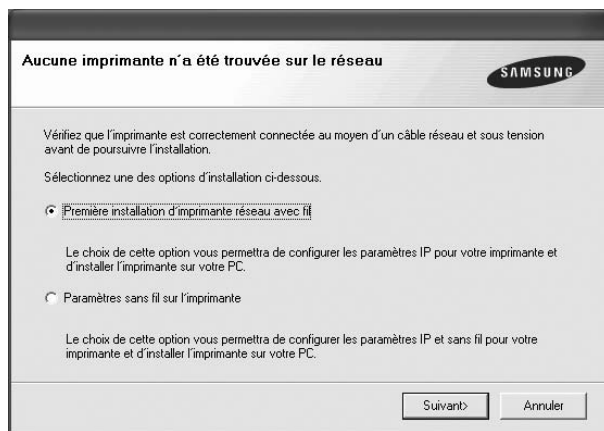 Aucune imprimante n´a été trouvée sur le réseau
SAMSUNG
Vérifiez que l´imprimante est correctement connectée au moyen d´un câble réseau et sous tension
avant de poursuivre l´installation.
Sélectionnez une des options d´installation ci-dessous.
Première installation d´imprimante réseau avec fil
Le choix de cette option vous permettra de configurer les paramètres IP pour votre imprimante et
d´installer l´imprimante sur votre PC.
Paramètres sans fil sur l´imprimante
Le choix de cette option vous permettra de configurer les paramètres IP et sans fil pour votre
imprimante et d´installer l´imprimante sur votre PC.
Suivant>
Annuler